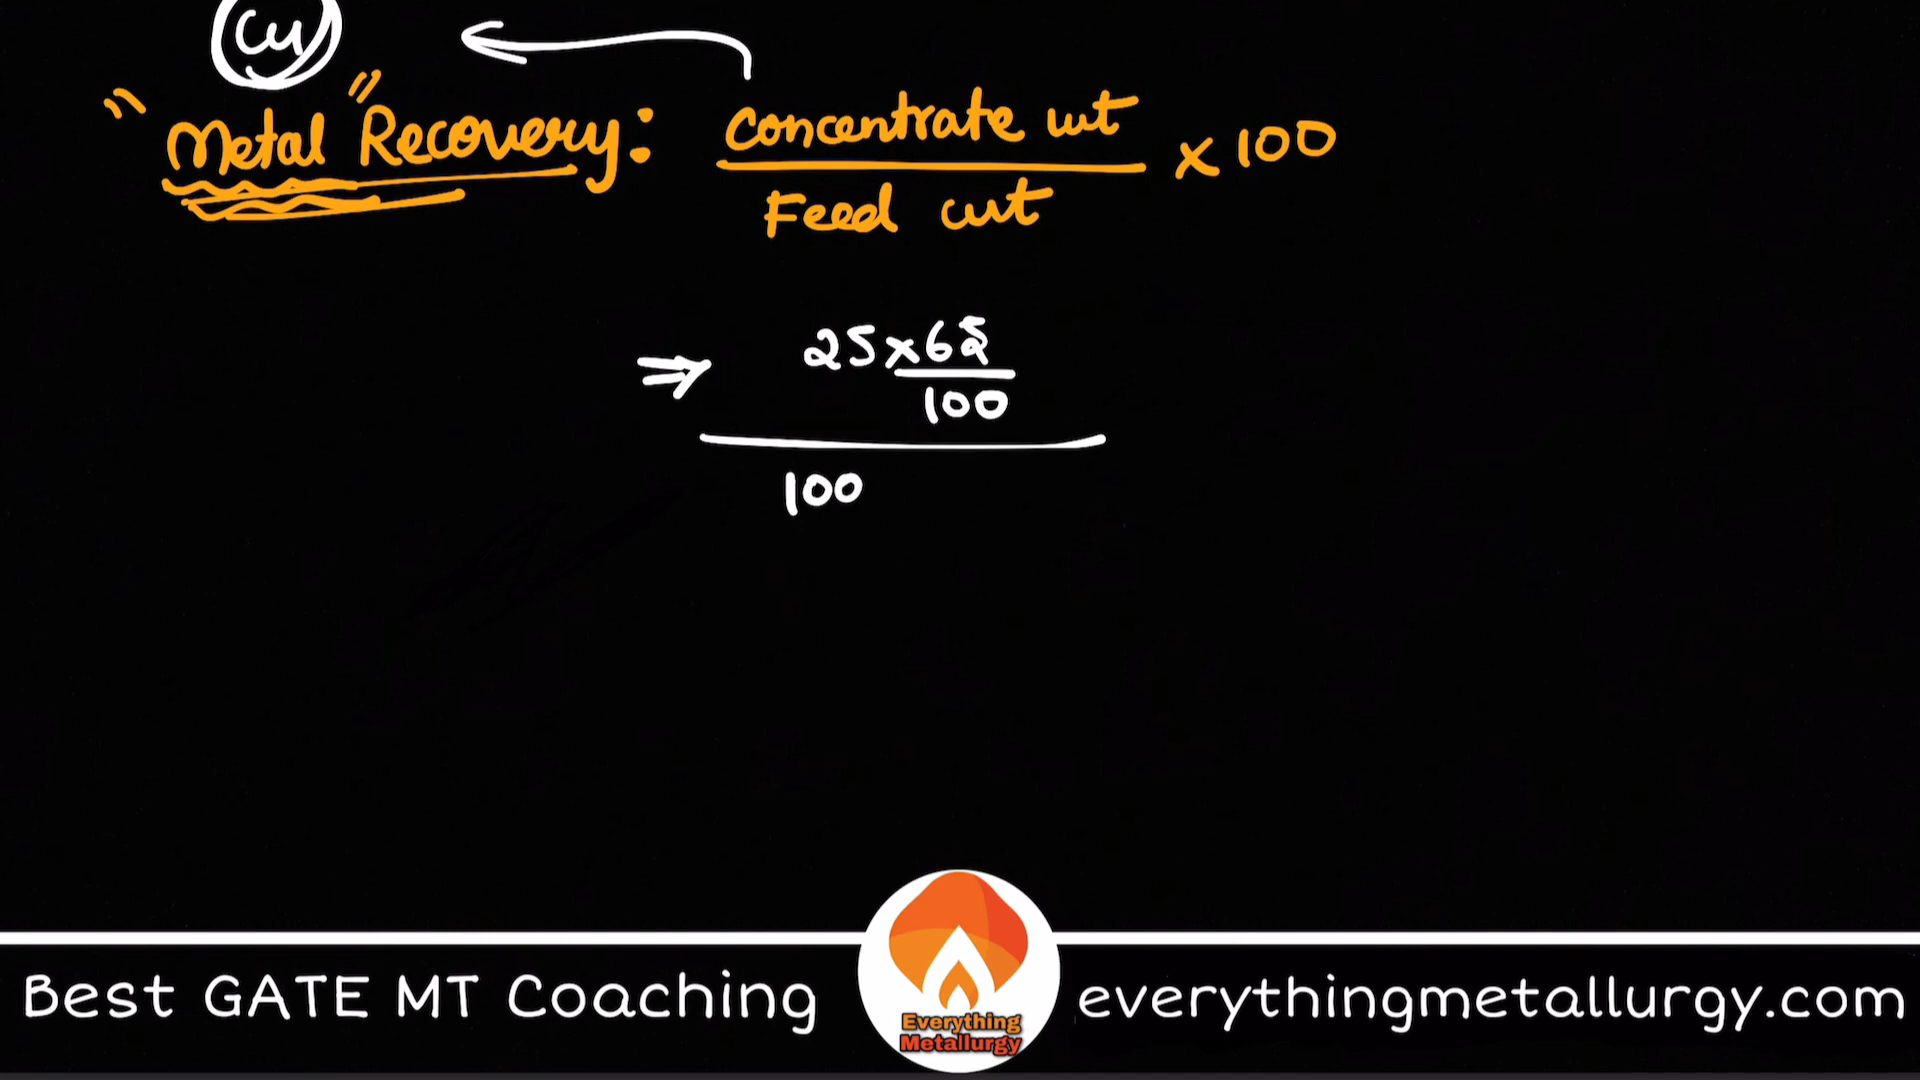 Cu
"Metal" Recovery: Concentrate wt
Feed wt
x 100
⇒ 25 x 65
100
100
Best GATE MT Coaching
Everything
Metallurgy
everythingmetallurgy.com